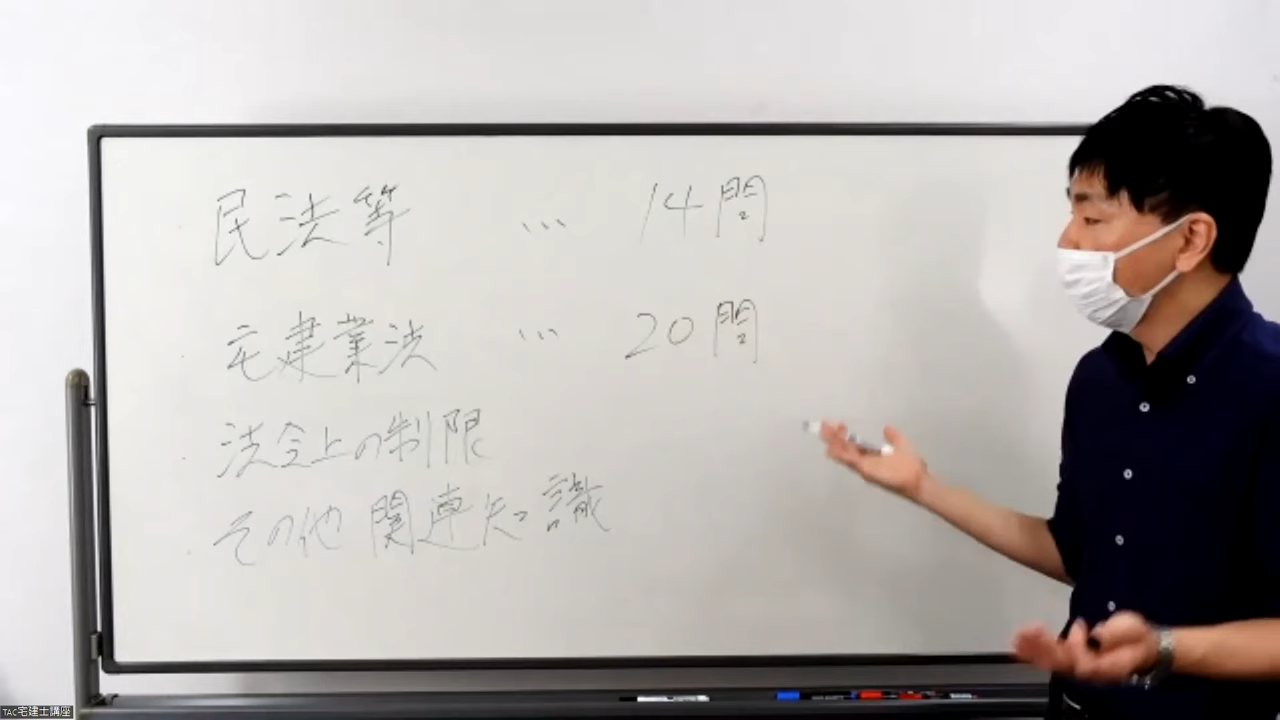 民法等 … 14問
宅建業法 … 20問
法令上の制限
その他関連知識
TAC宅建士講座